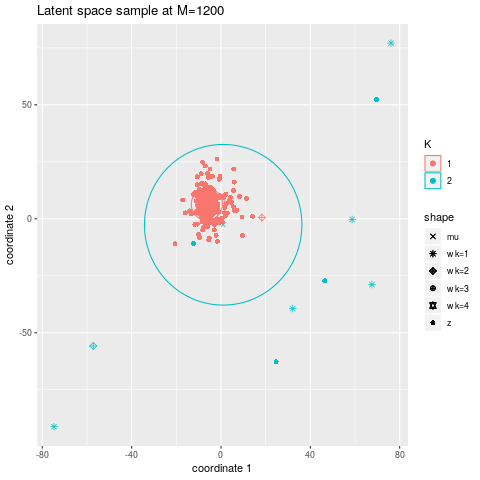 Latent space sample at M=1200
50
0
-50
coordinate 2
-80
-40
0
40
80
coordinate 1
K
1
2
shape
mu
w k=1
w k=2
w k=3
w k=4
z